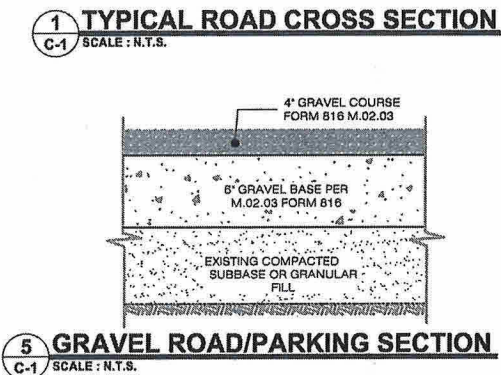 1 TYPICAL ROAD CROSS SECTION
C-1 SCALE : N.T.S.
4" GRAVEL COURSE
FORM 816 M.02.03
6" GRAVEL BASE PER
M.02.03 FORM 816
EXISTING COMPACTED
SUBBASE OR GRANULAR
FILL
5 GRAVEL ROAD/PARKING SECTION
C-1 SCALE : N.T.S.